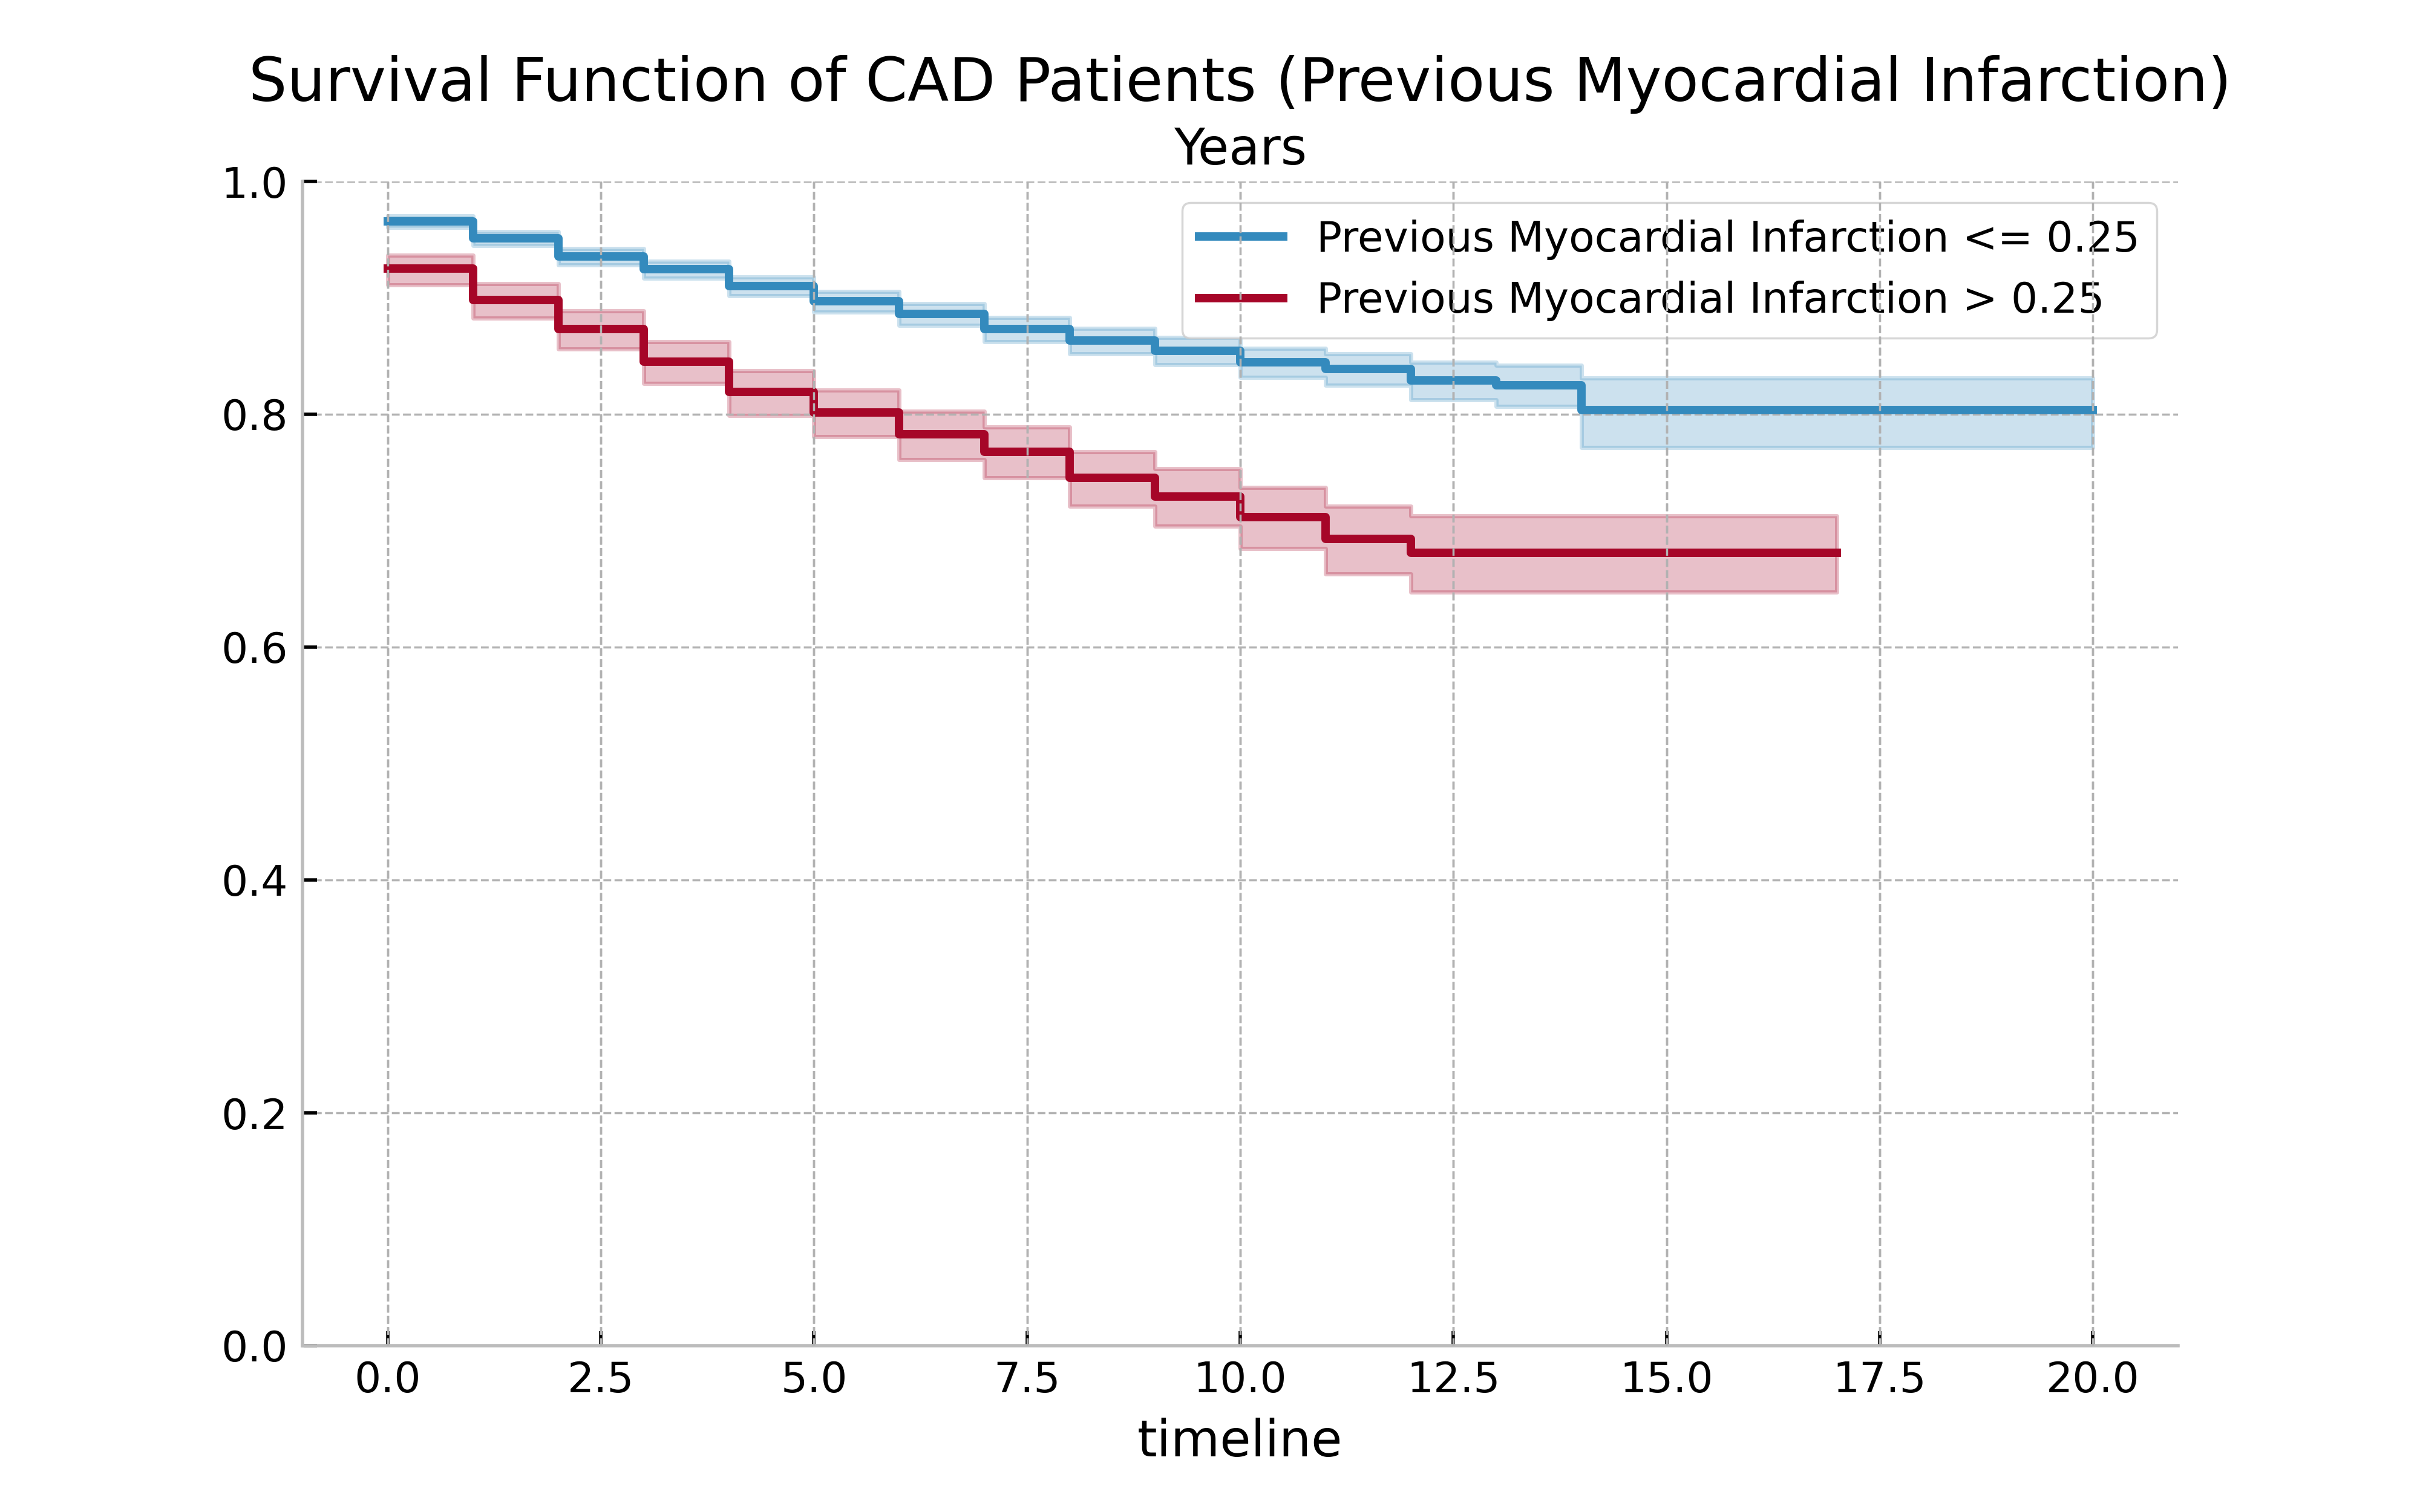 Survival Function of CAD Patients (Previous Myocardial Infarction)
Years
Previous Myocardial Infarction <= 0.25
Previous Myocardial Infarction > 0.25
1.0
0.8
0.6
0.4
0.2
0.0
0.0 2.5 5.0 7.5 10.0 12.5 15.0 17.5 20.0
timeline